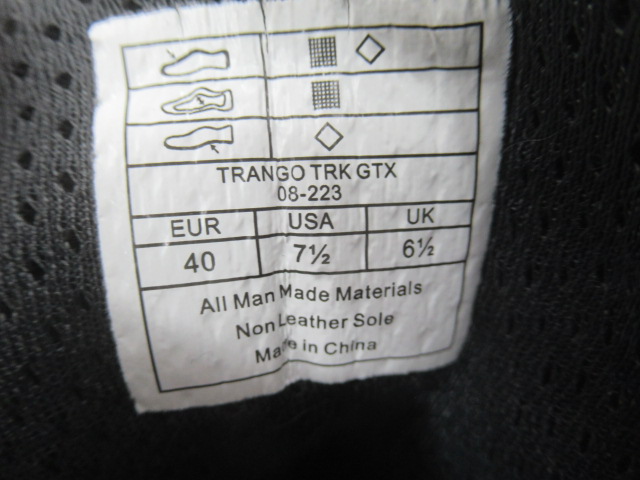 TRANGO TRK GTX
08-223
EUR USA UK
40 7½ 6½
All Man Made Materials
Non Leather Sole
Made in China